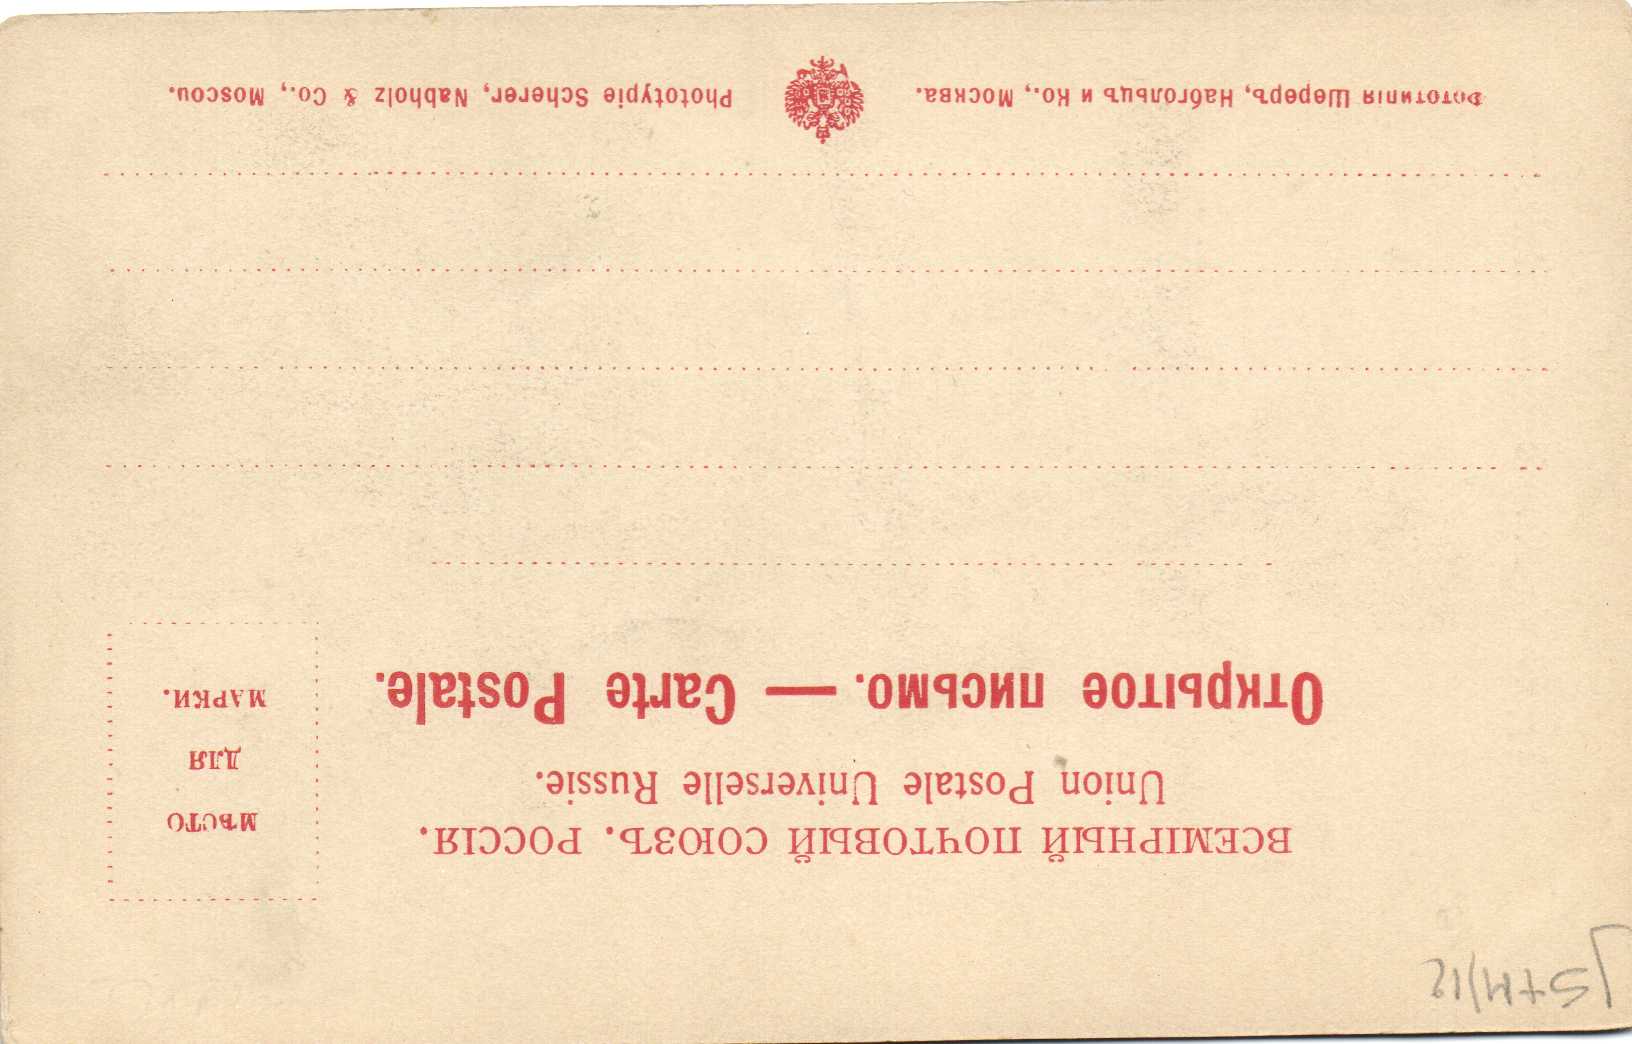 ВСЕМІРНЫЙ ПОЧТОВЫЙ СОЮЗЪ. РОССІЯ.
Union Postale Universelle Russie.
Открытое письмо. — Carte Postale.
МѢСТО
ДЛЯ
МАРКИ.
Фототипія Шереръ, Набгольцъ и Ко., Москва.
Phototypie Scherer, Nabholz & Co., Moscou.